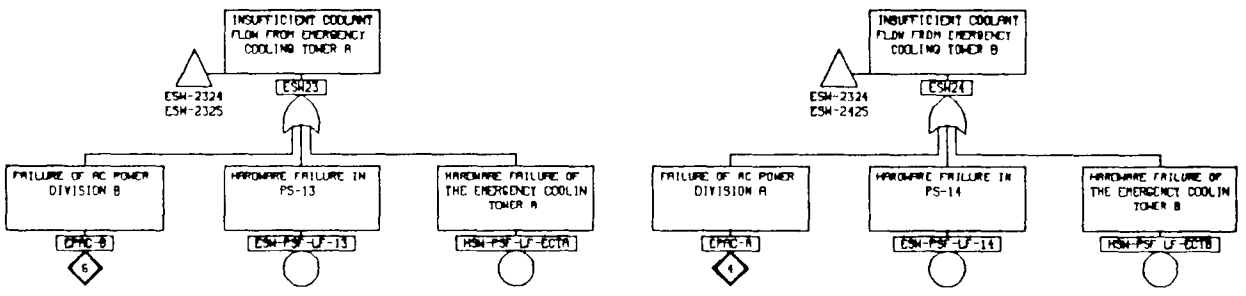 INSUFFICIENT COOLANT
FLOW FROM EMERGENCY
COOLING TOWER A
ESW23
ESW-2324
ESW-2325
FAILURE OF AC POWER
DIVISION B
EPAC-B
6
HARDWARE FAILURE IN
PS-13
ESW-PSF-LF-13
HARDWARE FAILURE OF
THE EMERGENCY COOLIN
TOWER A
HSW-PSF-LF-ECTA
INSUFFICIENT COOLANT
FLOW FROM EMERGENCY
COOLING TOWER B
ESW24
ESW-2324
ESW-2425
FAILURE OF AC POWER
DIVISION A
EPAC-A
4
HARDWARE FAILURE IN
PS-14
ESW-PSF-LF-14
HARDWARE FAILURE OF
THE EMERGENCY COOLIN
TOWER B
HSW-PSF LF-ECTB